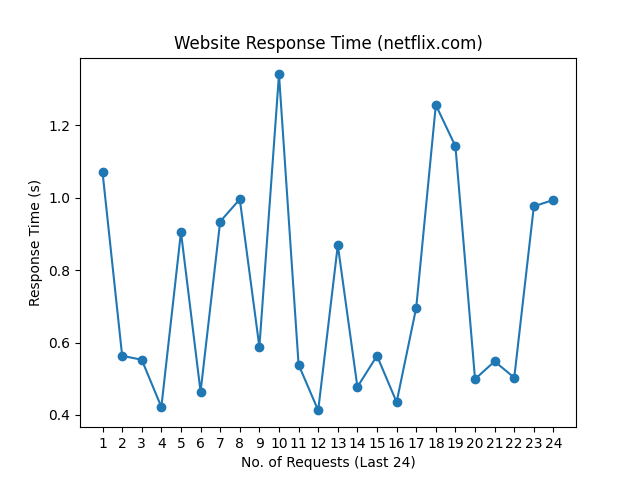 Website Response Time (netflix.com)
Response Time (s)
1.2
1.0
0.8
0.6
0.4
1 2 3 4 5 6 7 8 9 10 11 12 13 14 15 16 17 18 19 20 21 22 23 24
No. of Requests (Last 24)